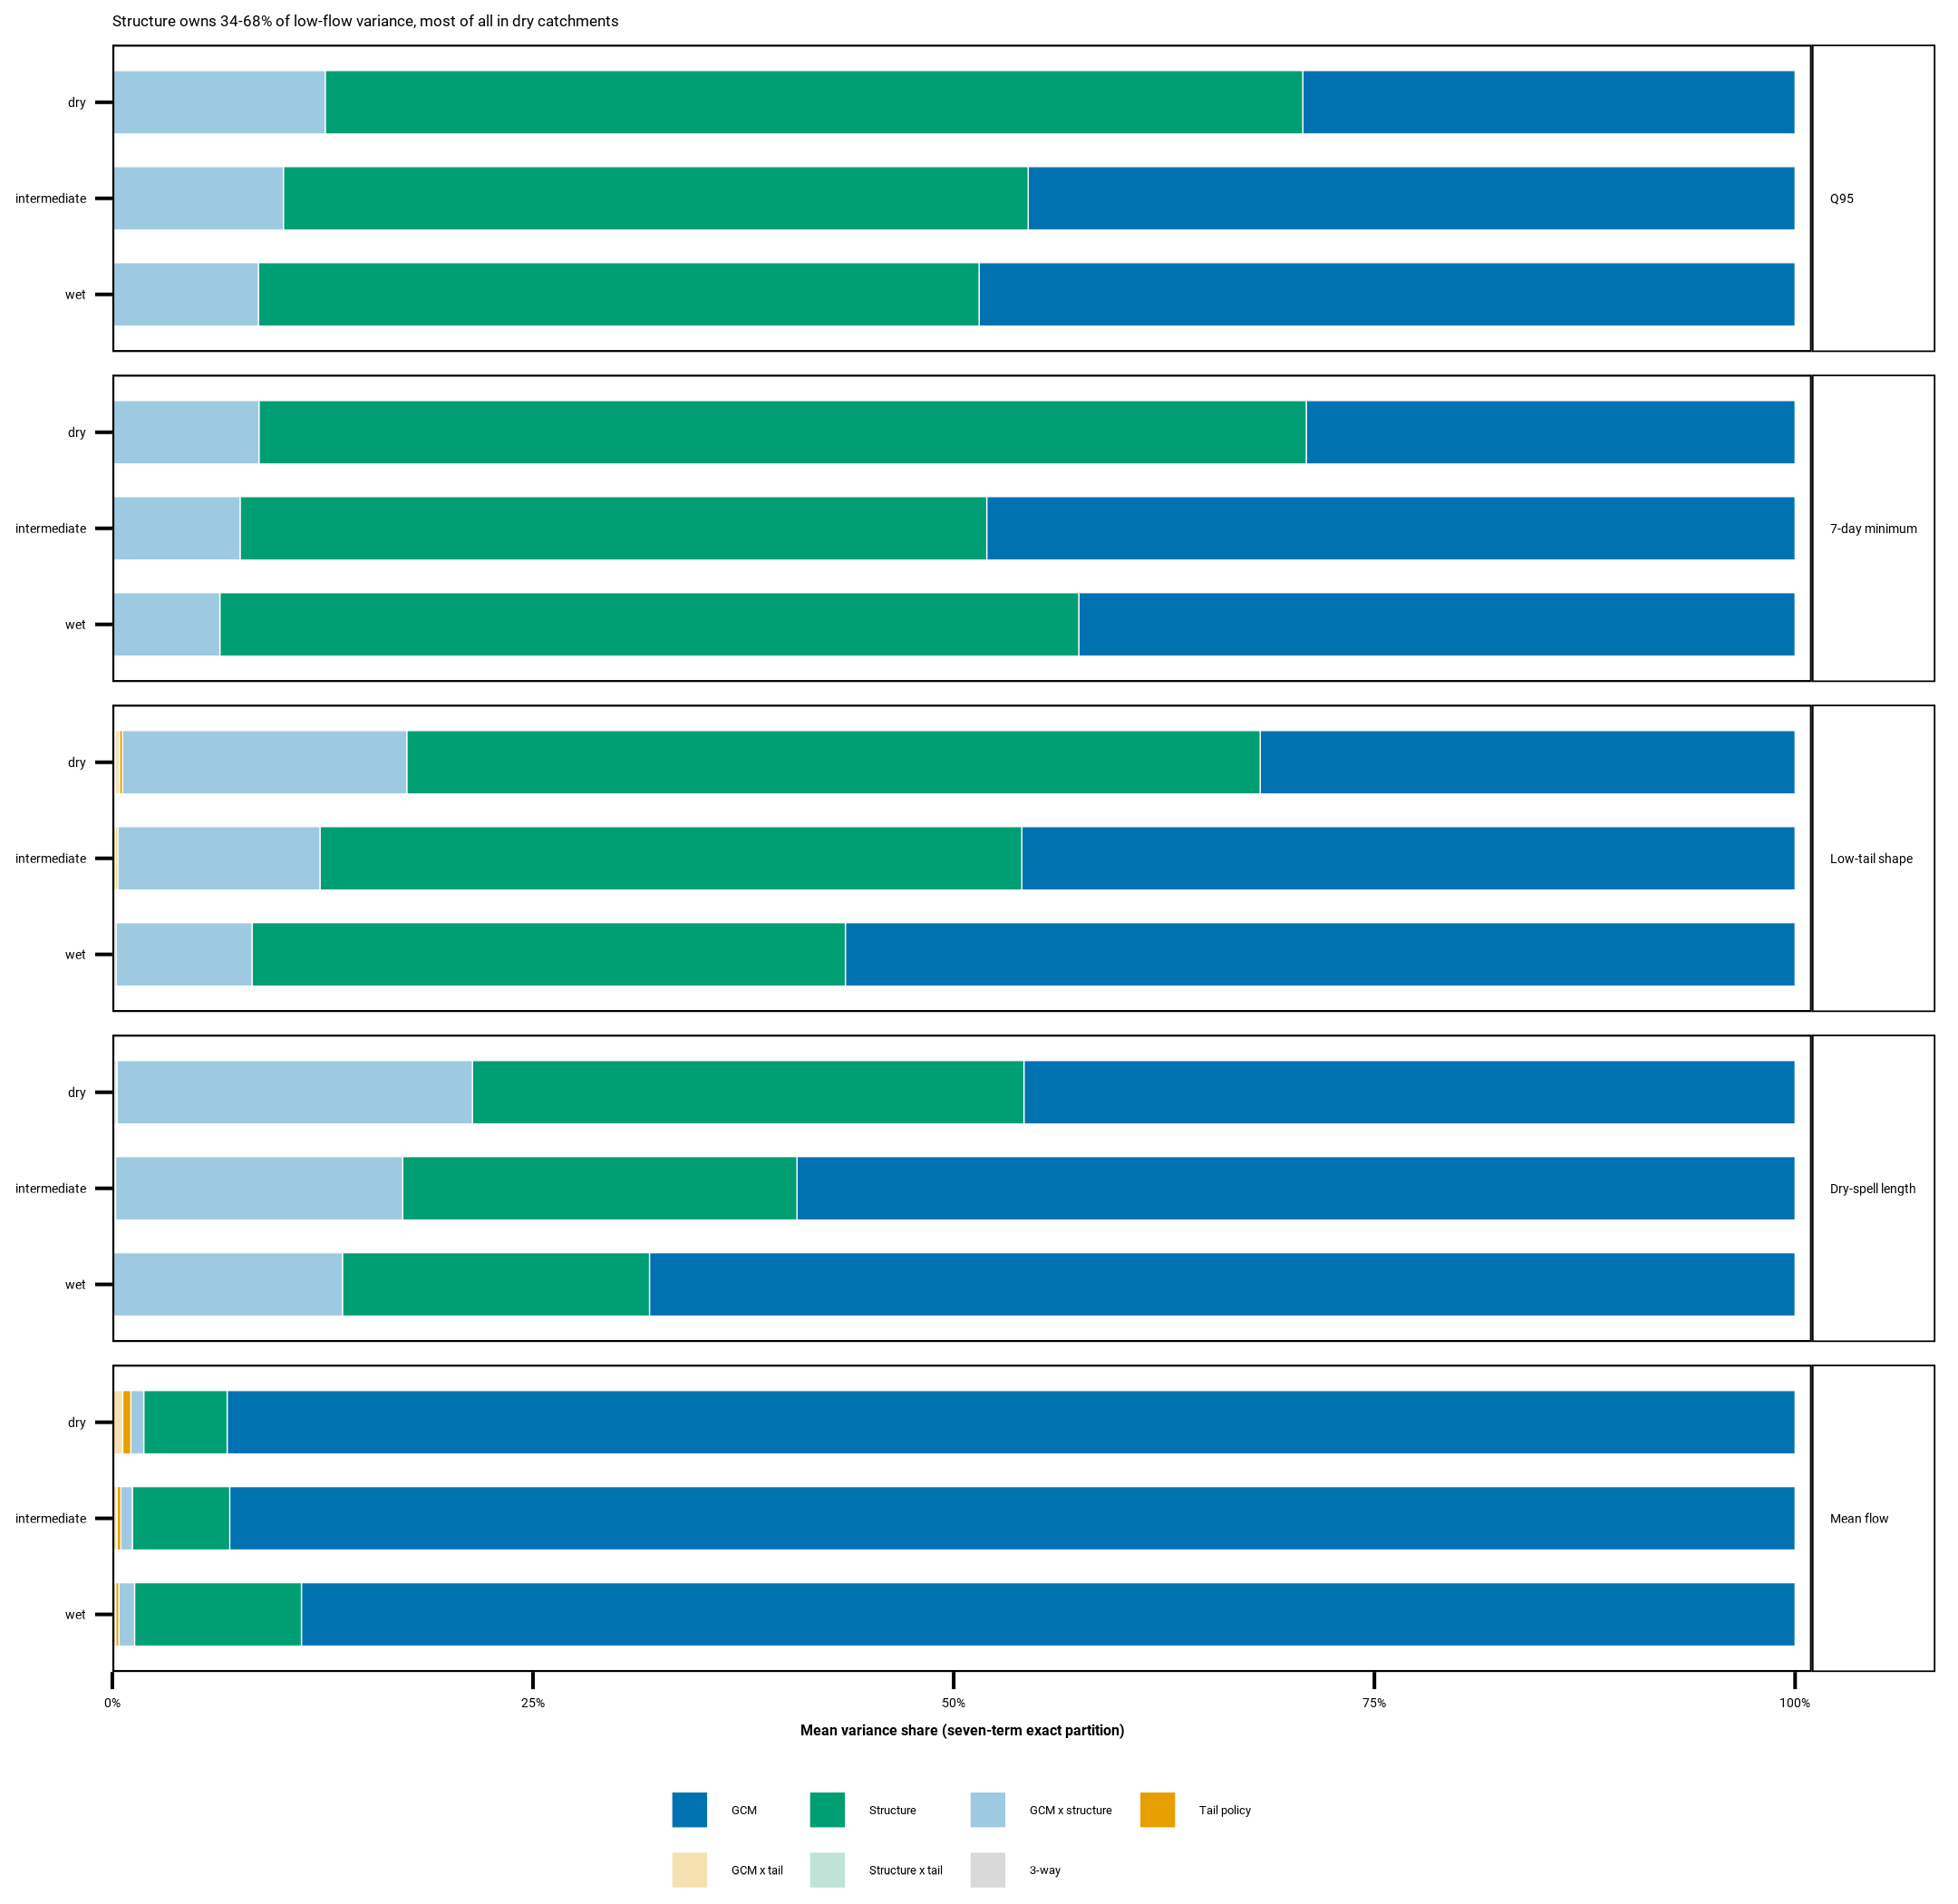 Structure owns 34-68% of low-flow variance, most of all in dry catchments
dry
intermediate
wet
Q95
dry
intermediate
wet
7-day minimum
dry
intermediate
wet
Low-tail shape
dry
intermediate
wet
Dry-spell length
dry
intermediate
wet
Mean flow
0% 25% 50% 75% 100%
Mean variance share (seven-term exact partition)
GCM Structure GCM x structure Tail policy
GCM x tail Structure x tail 3-way